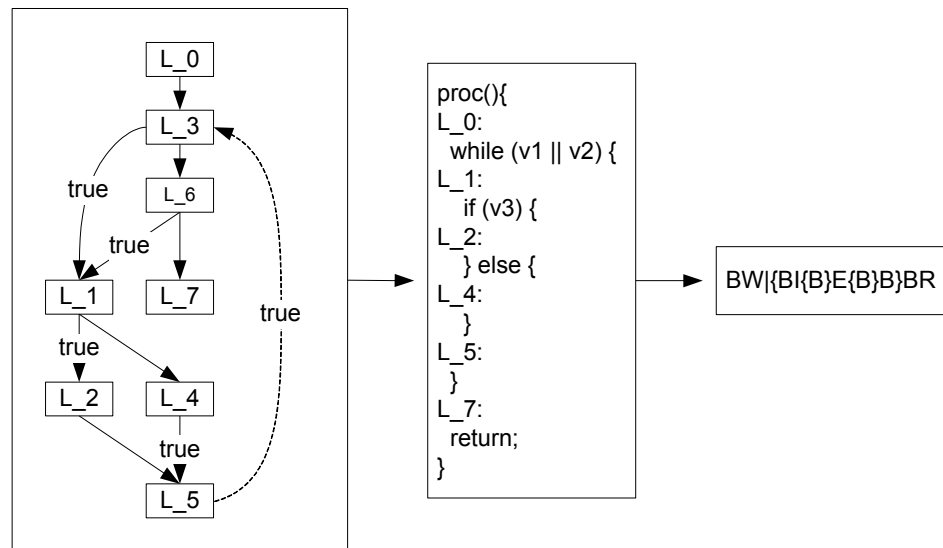 L_0
L_3
true
L_6
true
L_1
L_7
true
true
L_2
L_4
true
L_5
proc(){
L_0:
while (v1 || v2) {
L_1:
if (v3) {
L_2:
} else {
L_4:
}
L_5:
}
L_7:
return;
}
BW|{BI{B}E{B}B}BR